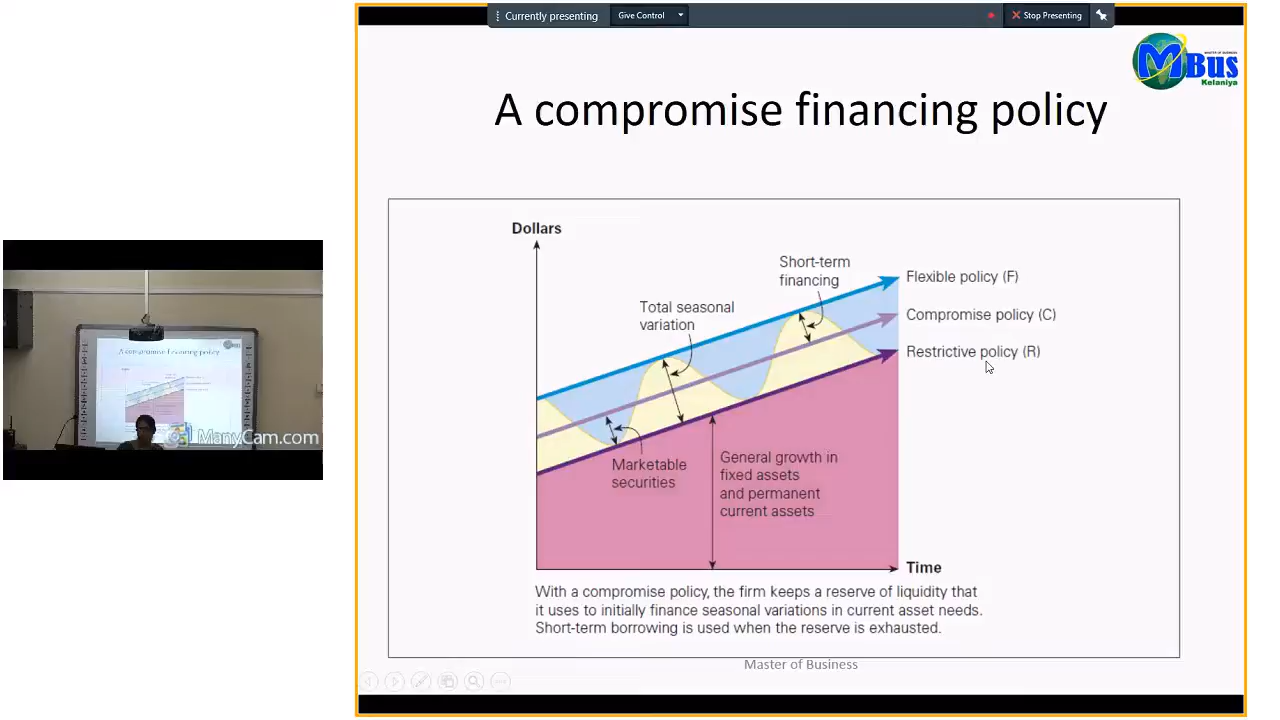 Currently presenting
Give Control
Stop Presenting
MBus
Kelaniya
A compromise financing policy
Dollars
Short-term
financing
Flexible policy (F)
Total seasonal
variation
Compromise policy (C)
Restrictive policy (R)
Marketable
securities
General growth in
fixed assets
and permanent
current assets
Time
With a compromise policy, the firm keeps a reserve of liquidity that
it uses to initially finance seasonal variations in current asset needs.
Short-term borrowing is used when the reserve is exhausted.
Master of Business
A compromise financing policy
ManyCam.com